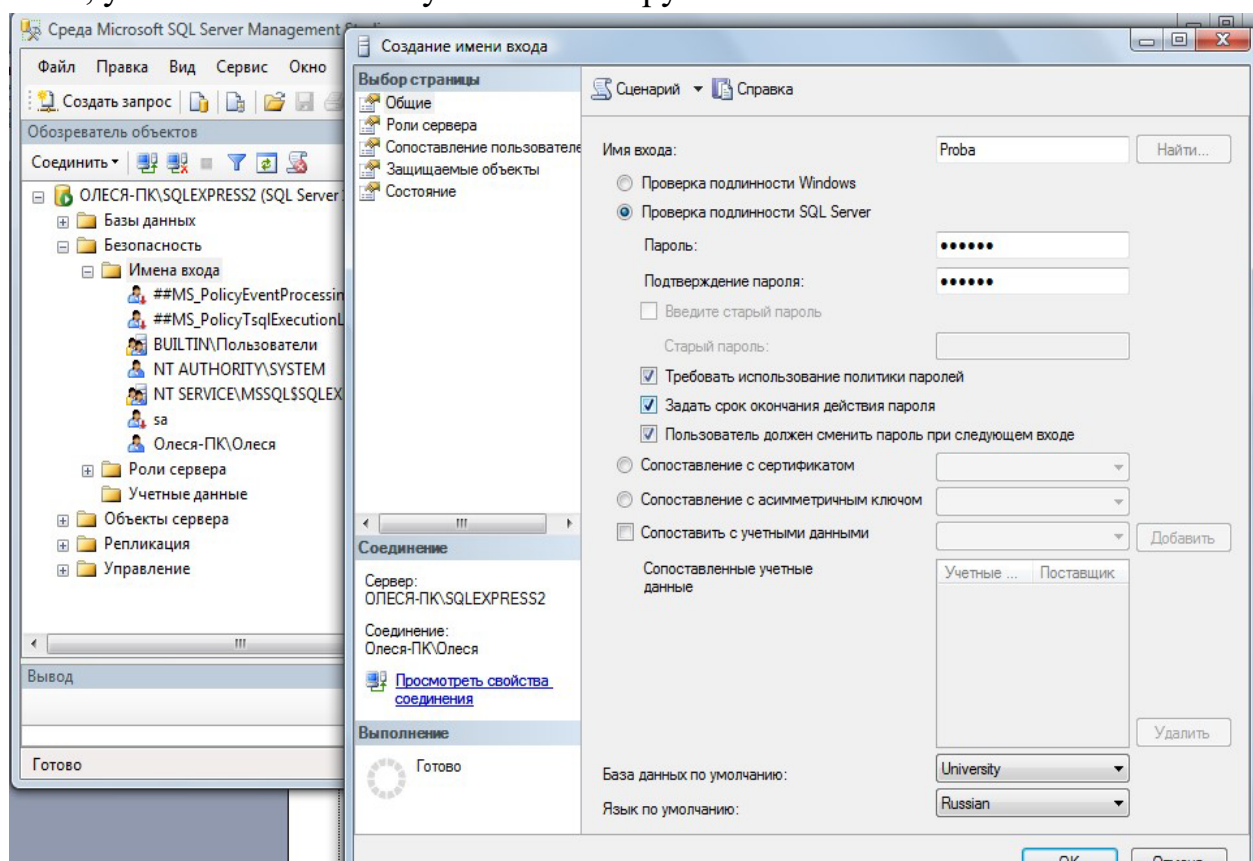 Среда Microsoft SQL Server Management
Файл Правка Вид Сервис Окно
Создать запрос
Обозреватель объектов
Соединить
ОЛЕСЯ-ПК\SQLEXPRESS2 (SQL Server
Базы данных
Безопасность
Имена входа
##MS_PolicyEventProcessin
##MS_PolicyTsqlExecutionL
BUILTIN\Пользователи
NT AUTHORITY\SYSTEM
NT SERVICE\MSSQL$SQLEX
sa
Олеся-ПК\Олеся
Роли сервера
Учетные данные
Объекты сервера
Репликация
Управление
Вывод
Готово
Создание имени входа
Выбор страницы
Общие
Роли сервера
Сопоставление пользователе
Защищаемые объекты
Состояние
Соединение
Сервер:
ОЛЕСЯ-ПК\SQLEXPRESS2
Соединение:
Олеся-ПК\Олеся
Просмотреть свойства
соединения
Выполнение
Готово
Сценарий Справка
Имя входа: Proba Найти...
Проверка подлинности Windows
Проверка подлинности SQL Server
Пароль: ●●●●●●
Подтверждение пароля: ●●●●●●
Введите старый пароль
Старый пароль:
Требовать использование политики паролей
Задать срок окончания действия пароля
Пользователь должен сменить пароль при следующем входе
Сопоставление с сертификатом
Сопоставление с асимметричным ключом
Сопоставить с учетными данными Добавить
Сопоставленные учетные
данные
Учетные ... Поставщик
Удалить
База данных по умолчанию: University
Язык по умолчанию: Russian